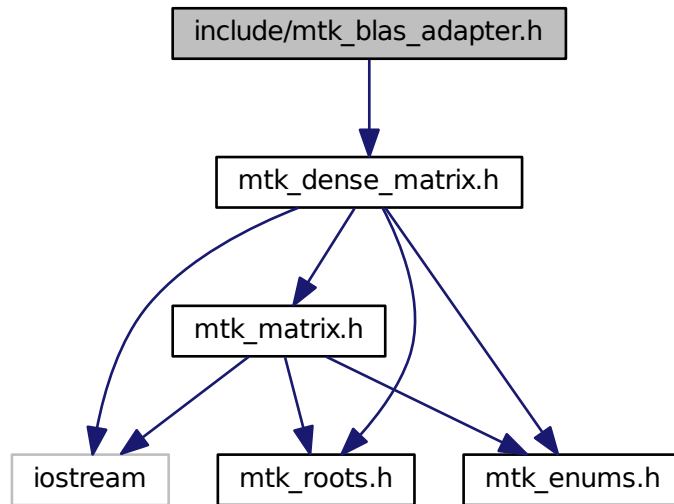 include/mtk_blas_adapter.h
mtk_dense_matrix.h
mtk_matrix.h
iostream
mtk_roots.h
mtk_enums.h